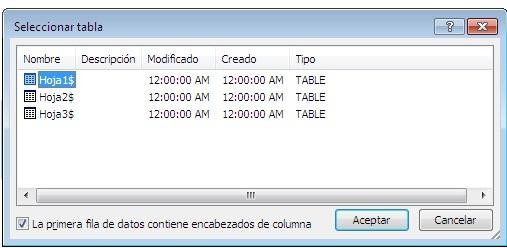 Seleccionar tabla
Nombre Descripción Modificado Creado Tipo
Hoja1$ 12:00:00 AM 12:00:00 AM TABLE
Hoja2$ 12:00:00 AM 12:00:00 AM TABLE
Hoja3$ 12:00:00 AM 12:00:00 AM TABLE
La primera fila de datos contiene encabezados de columna Aceptar Cancelar